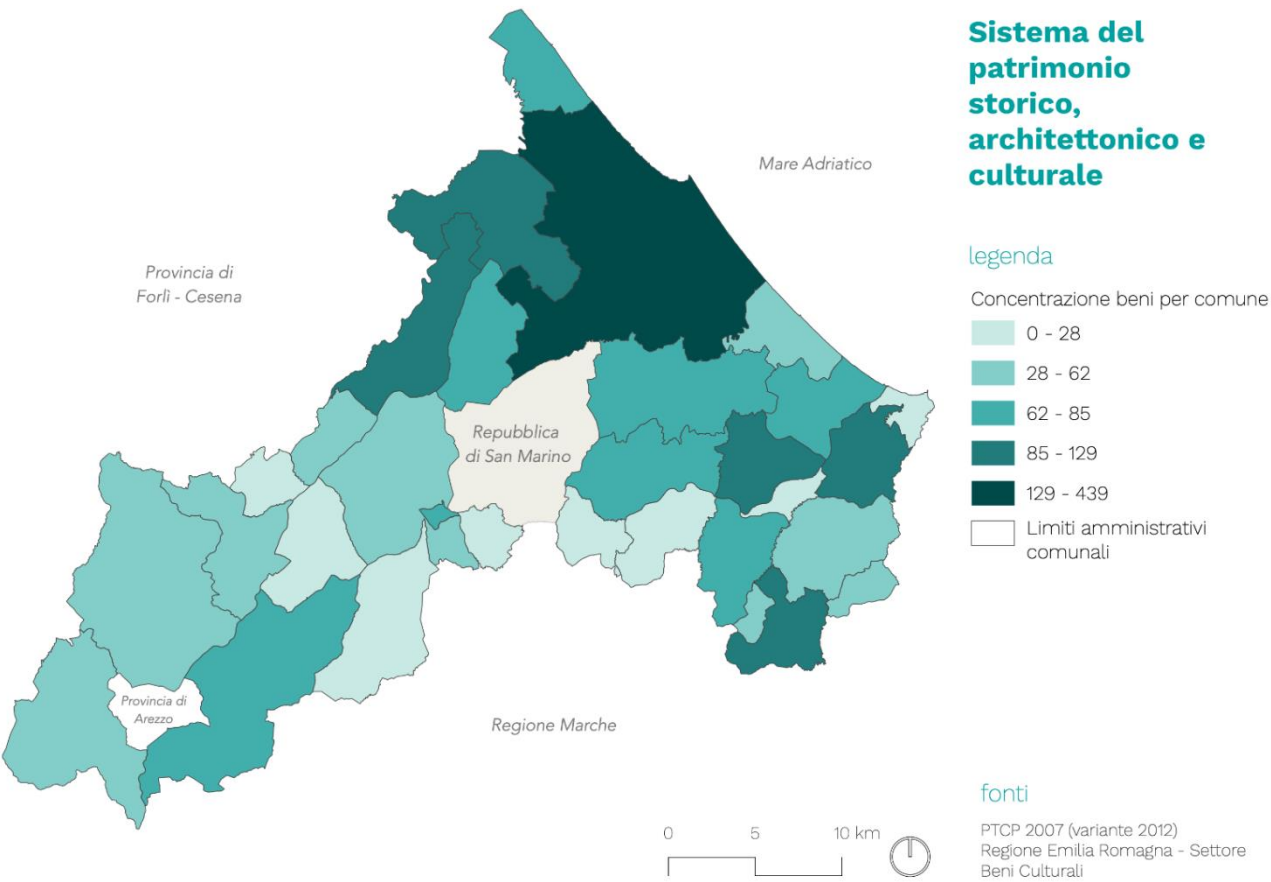 Sistema del
patrimonio
storico,
architettonico e
culturale
Mare Adriatico
legenda
Provincia di
Forlì - Cesena
Concentrazione beni per comune
0 - 28
28 - 62
62 - 85
85 - 129
129 - 439
Limiti amministrativi
comunali
Repubblica
di San Marino
Provincia di
Arezzo
Regione Marche
fonti
0 5 10 km
PTCP 2007 (variante 2012)
Regione Emilia Romagna - Settore
Beni Culturali